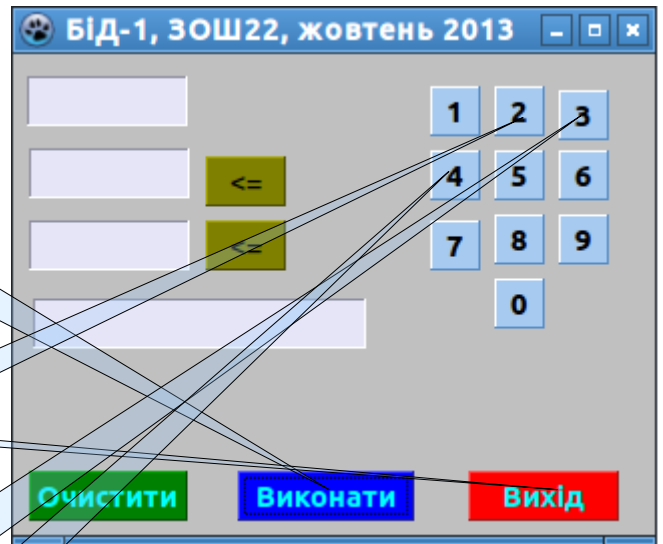 БіД-1, ЗОШ22, жовтень 2013
1 2 3
<= 4 5 6
<= 7 8 9
0
Очистити Виконати Вихід